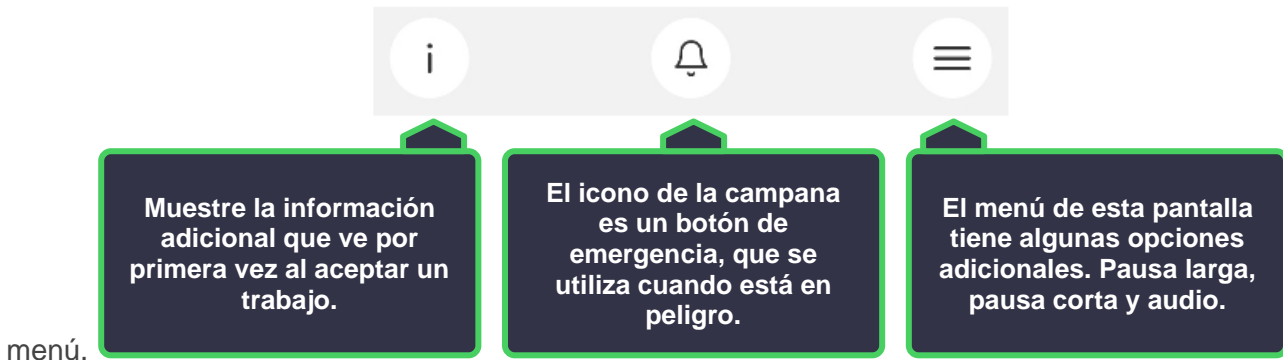 i
Muestre la información
adicional que ve por
primera vez al aceptar un
trabajo.
El icono de la campana
es un botón de
emergencia, que se
utiliza cuando está en
peligro.
El menú de esta pantalla
tiene algunas opciones
adicionales. Pausa larga,
pausa corta y audio.
menú.